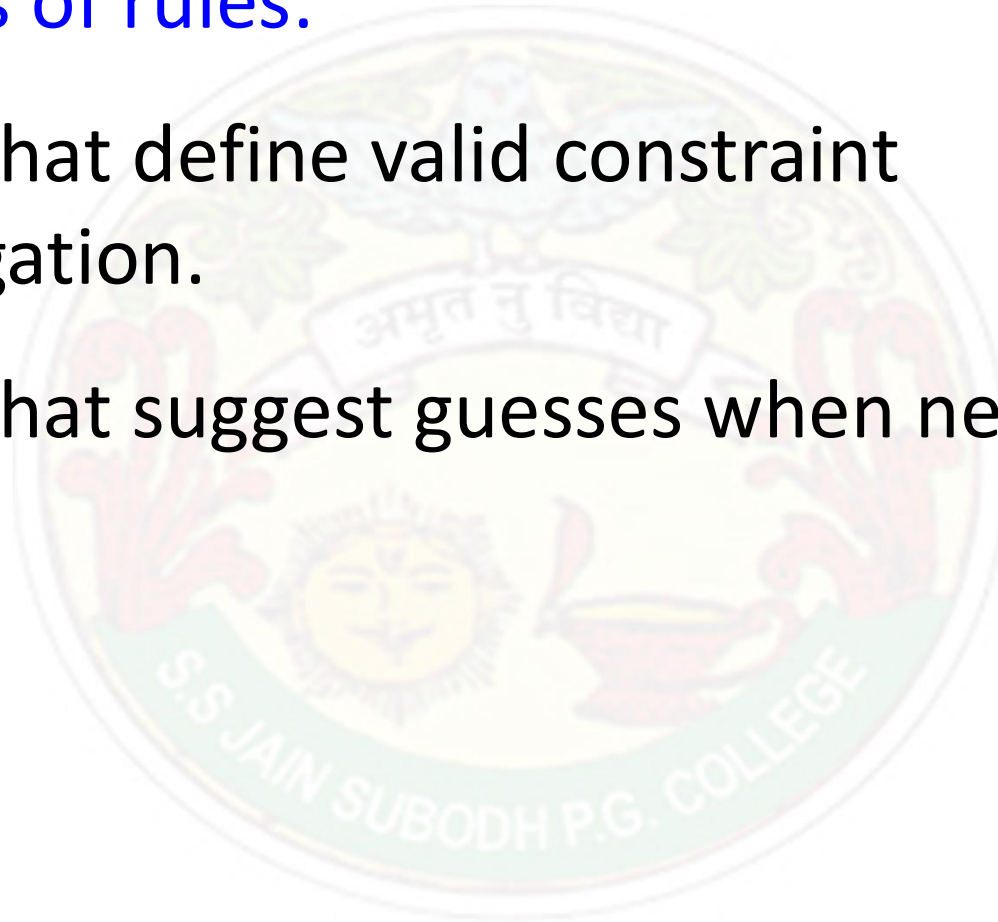 s of rules.
hat define valid constraint
gation.
अमृत नु विद्या
hat suggest guesses when ne
S.S JAIN SUBODH P.G. COLLEGE